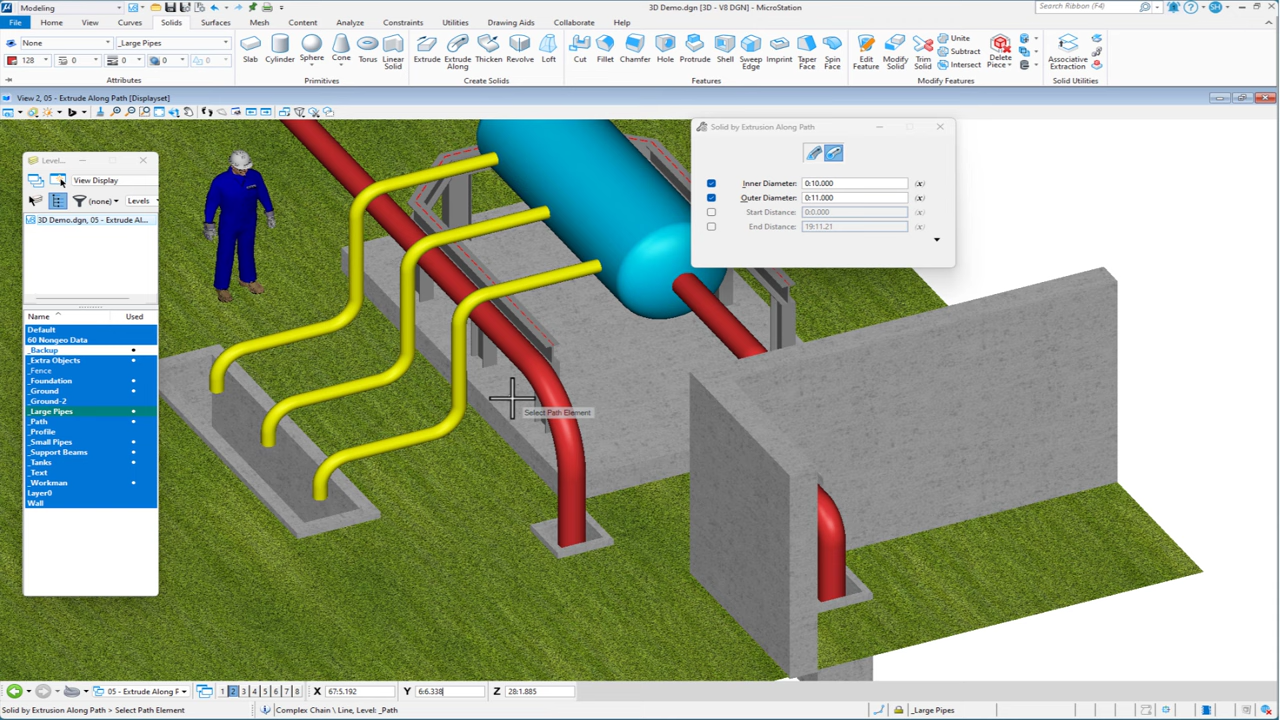 Modeling
3D Demo.dgn [3D - V8 DGN] - MicroStation
Search Ribbon (F4)
SH
File Home View Curves Solids Surfaces Mesh Content Analyze Constraints Utilities Drawing Aids Collaborate Help
None _Large Pipes
128 0 0 0 0
Attributes
Slab Cylinder Sphere Cone Torus Linear Solid
Primitives
Extrude Extrude Along Thicken Revolve Loft
Create Solids
Cut Fillet Chamfer Hole Protrude Shell Sweep Edge Imprint Taper Face Spin Face
Features
Unite
Subtract
Intersect
Edit Feature Modify Solid Trim Solid Delete Piece
Modify Features
Associative Extraction
Solid Utilities
View 2, 05 - Extrude Along Path [Displayset]
Solid by Extrusion Along Path
Inner Diameter: 0:10.000 (x)
Outer Diameter: 0:11.000 (x)
Start Distance: 0:0.000 (x)
End Distance: 19:11.21 (x)
Level...
View Display
(none) Levels
3D Demo.dgn, 05 - Extrude Al...
Name Used
Default
60 Nongeo Data
_Backup
_Extra Objects
_Fence
_Foundation
_Ground
_Ground-2
_Large Pipes
_Path
_Profile
_Small Pipes
_Support Beams
_Tanks
_Text
_Workman
Layer0
Wall
Select Path Element
05 - Extrude Along F 1 2 3 4 5 6 7 8 X 67:5.192 Y 6:6.338 Z 28:1.885
Solid by Extrusion Along Path > Select Path Element
Complex Chain \ Line, Level: _Path
_Large Pipes